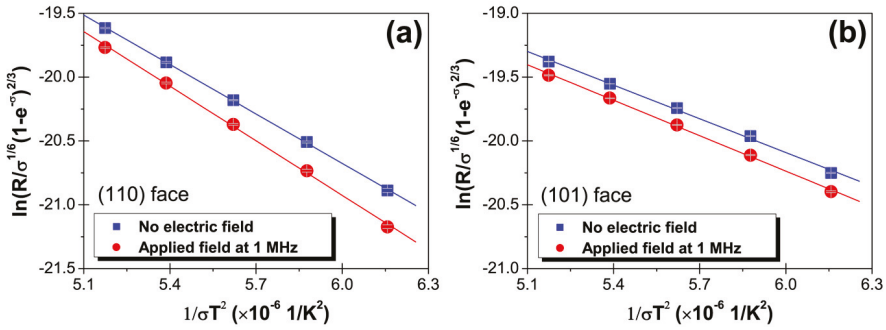 (a)
-19.5
-20.0
-20.5
-21.0
-21.5
ln(R/σ^1/6(1-e^-σ)^2/3)
(110) face
No electric field
Applied field at 1 MHz
5.1 5.4 5.7 6.0 6.3
1/σT² (×10⁻⁶ 1/K²)
(b)
-19.0
-19.5
-20.0
-20.5
-21.0
ln(R/σ^1/6(1-e^-σ)^2/3)
(101) face
No electric field
Applied field at 1 MHz
5.1 5.4 5.7 6.0 6.3
1/σT² (×10⁻⁶ 1/K²)